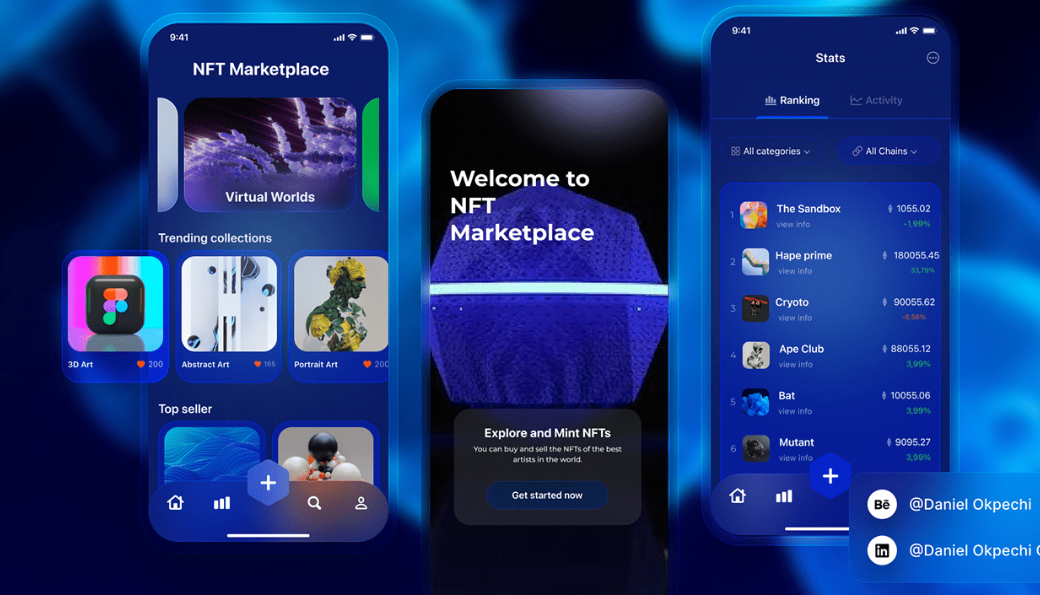 9:41
NFT Marketplace
Virtual Worlds
Trending collections
3D Art 200
Abstract Art 165
Portrait Art 200
Top seller
Welcome to
NFT
Marketplace
Explore and Mint NFTs
You can buy and sell the NFTs of the best
artists in the world.
Get started now
9:41
Stats
Ranking Activity
All categories All Chains
1 The Sandbox 1055.02
view info -1,99%
2 Hape prime 180055.45
view info 33,79%
3 Cryoto 90055.62
view info -0,56%
4 Ape Club 88055.12
view info 3,99%
5 Bat 10055.06
view info 3,99%
6 Mutant 9095.27
view info 3,99%
Bē @Daniel Okpechi
in @Daniel Okpechi